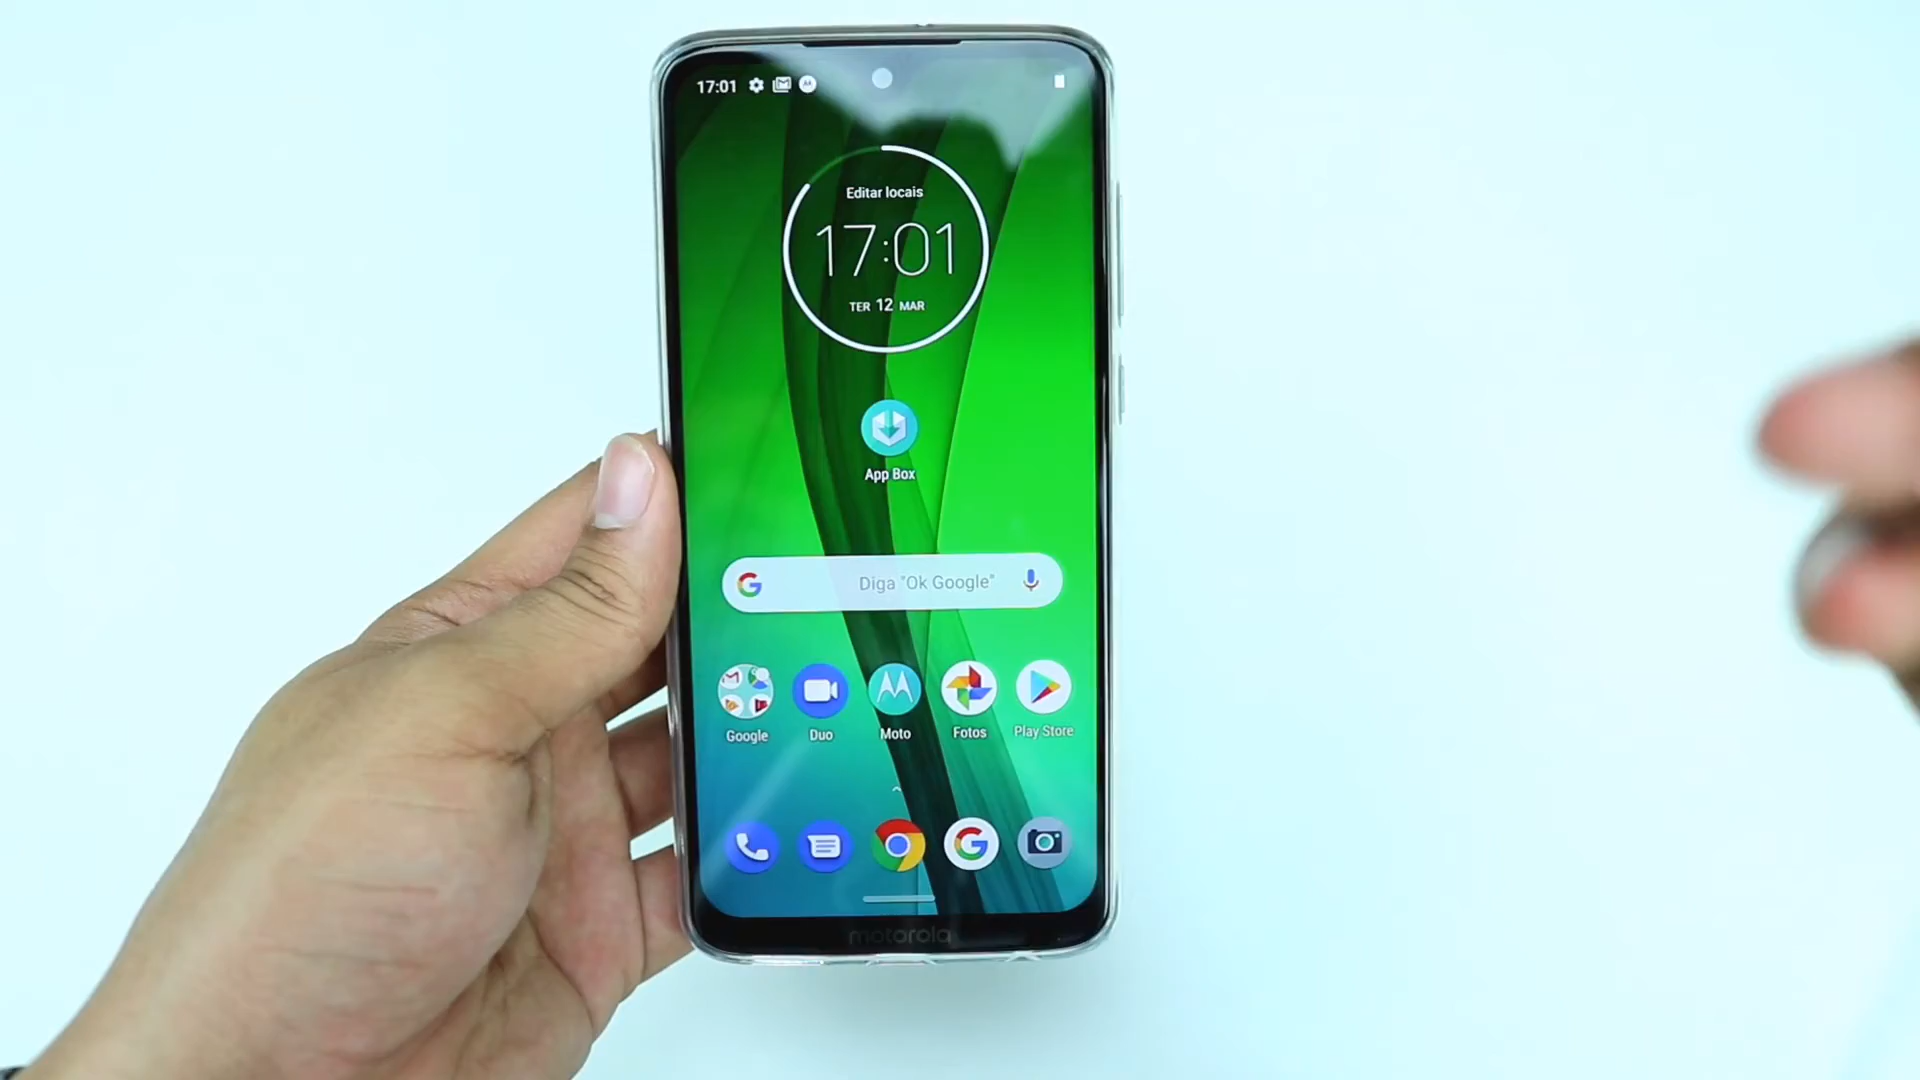 17:01
Editar locais
17:01
TER 12 MAR
App Box
Diga "Ok Google"
Google
Duo
Moto
Fotos
Play Store
motorola